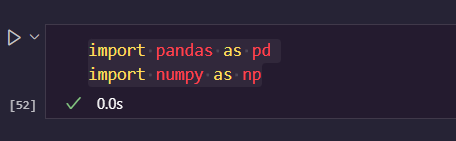 import pandas as pd
import numpy as np
[52]
0.0s